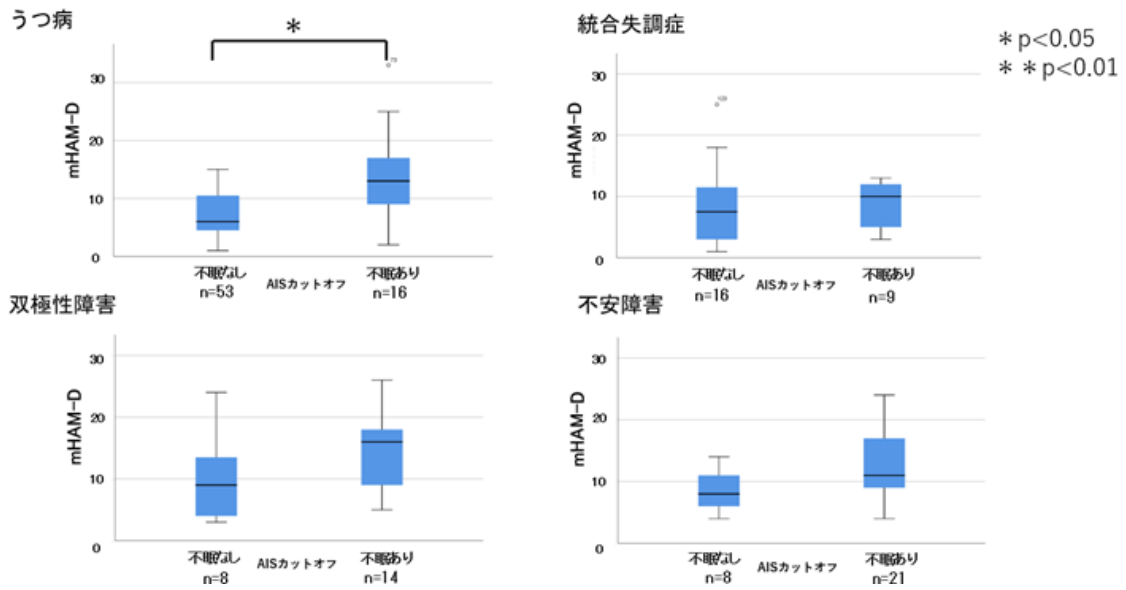 うつ病
*
mHAM-D
30
20
10
0
不眠なし
n=53
AISカットオフ
不眠あり
n=16
統合失調症
mHAM-D
30
20
10
0
不眠なし
n=16
AISカットオフ
不眠あり
n=9
＊p<0.05
＊＊p<0.01
双極性障害
mHAM-D
30
20
10
0
不眠なし
n=8
AISカットオフ
不眠あり
n=14
不安障害
mHAM-D
30
20
10
0
不眠なし
n=8
AISカットオフ
不眠あり
n=21